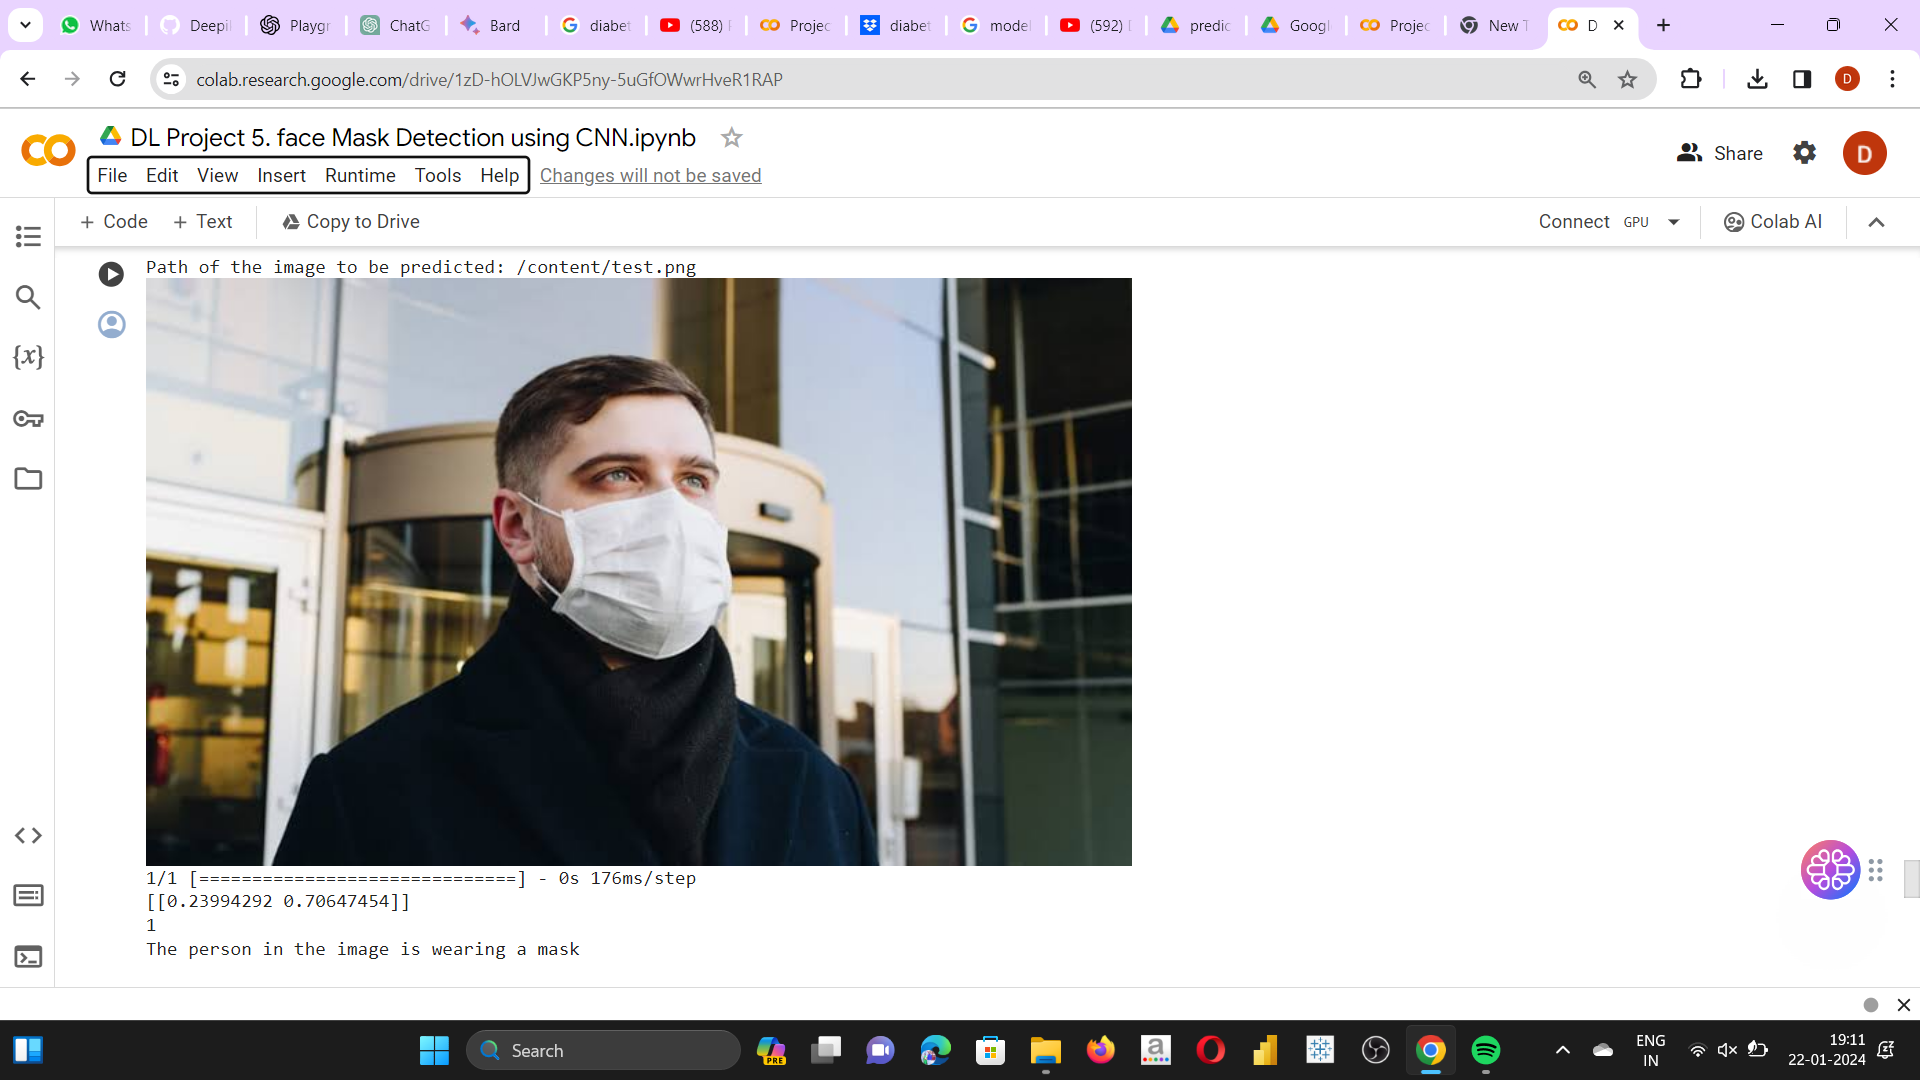 Whats
Deepi
Playgr
ChatG
Bard
diabet
(588)
Projec
diabet
model
(592)
predic
Googl
Projec
New T
D
colab.research.google.com/drive/1zD-hOLVJwGKP5ny-5uGfOWwrHveR1RAP
D
DL Project 5. face Mask Detection using CNN.ipynb
Share
D
File Edit View Insert Runtime Tools Help Changes will not be saved
+ Code + Text Copy to Drive
Connect GPU
Colab AI
{x}
Path of the image to be predicted: /content/test.png
1/1 [==============================] - 0s 176ms/step
[[0.23994292 0.70647454]]
1
The person in the image is wearing a mask
Search
PRE
a
ENG
IN
19:11
22-01-2024